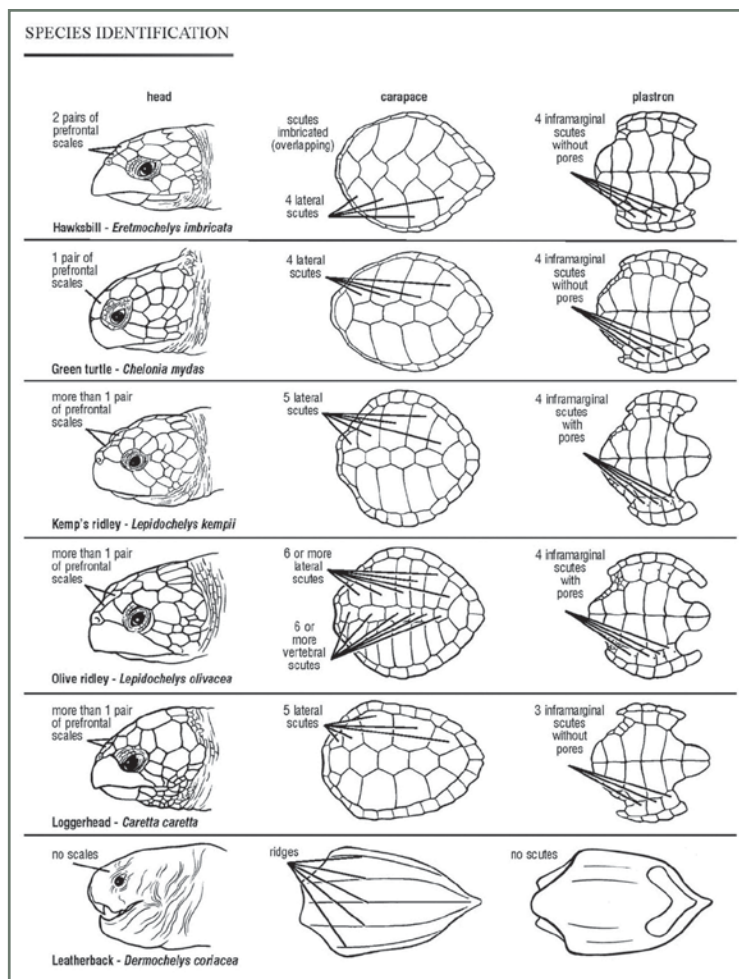 SPECIES IDENTIFICATION
head
carapace
plastron
2 pairs of
prefrontal
scales
scutes
imbricated
(overlapping)
4 lateral
scutes
4 inframarginal
scutes
without
pores
Hawksbill - Eretmochelys imbricata
1 pair of
prefrontal
scales
4 lateral
scutes
4 inframarginal
scutes
without
pores
Green turtle - Chelonia mydas
more than 1 pair
of prefrontal
scales
5 lateral
scutes
4 inframarginal
scutes
with
pores
Kemp's ridley - Lepidochelys kempii
more than 1 pair
of prefrontal
scales
6 or more
lateral
scutes
6 or
more
vertebral
scutes
4 inframarginal
scutes
with
pores
Olive ridley - Lepidochelys olivacea
more than 1 pair
of prefrontal
scales
5 lateral
scutes
3 inframarginal
scutes
without
pores
Loggerhead - Caretta caretta
no scales
ridges
no scutes
Leatherback - Dermochelys coriacea